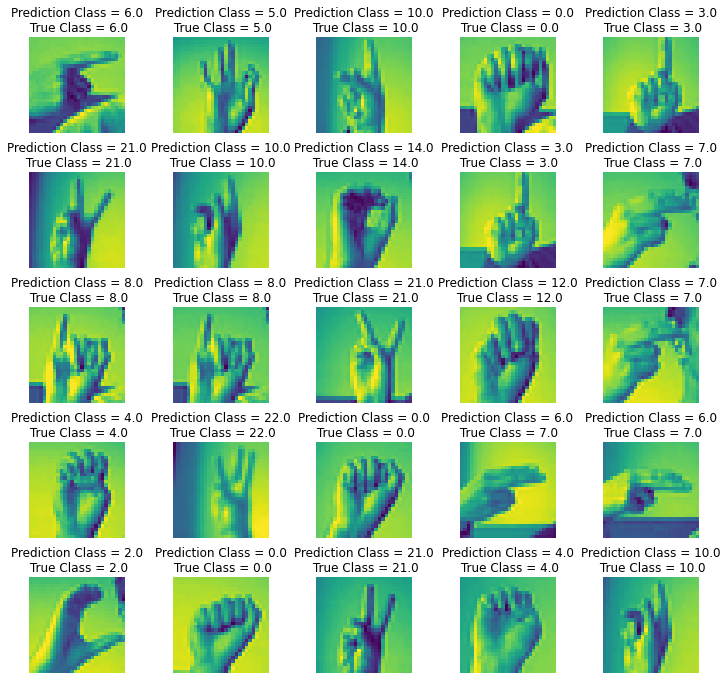 Prediction Class = 6.0
True Class = 6.0
Prediction Class = 5.0
True Class = 5.0
Prediction Class = 10.0
True Class = 10.0
Prediction Class = 0.0
True Class = 0.0
Prediction Class = 3.0
True Class = 3.0
Prediction Class = 21.0
True Class = 21.0
Prediction Class = 10.0
True Class = 10.0
Prediction Class = 14.0
True Class = 14.0
Prediction Class = 3.0
True Class = 3.0
Prediction Class = 7.0
True Class = 7.0
Prediction Class = 8.0
True Class = 8.0
Prediction Class = 8.0
True Class = 8.0
Prediction Class = 21.0
True Class = 21.0
Prediction Class = 12.0
True Class = 12.0
Prediction Class = 7.0
True Class = 7.0
Prediction Class = 4.0
True Class = 4.0
Prediction Class = 22.0
True Class = 22.0
Prediction Class = 0.0
True Class = 0.0
Prediction Class = 6.0
True Class = 7.0
Prediction Class = 6.0
True Class = 7.0
Prediction Class = 2.0
True Class = 2.0
Prediction Class = 0.0
True Class = 0.0
Prediction Class = 21.0
True Class = 21.0
Prediction Class = 4.0
True Class = 4.0
Prediction Class = 10.0
True Class = 10.0